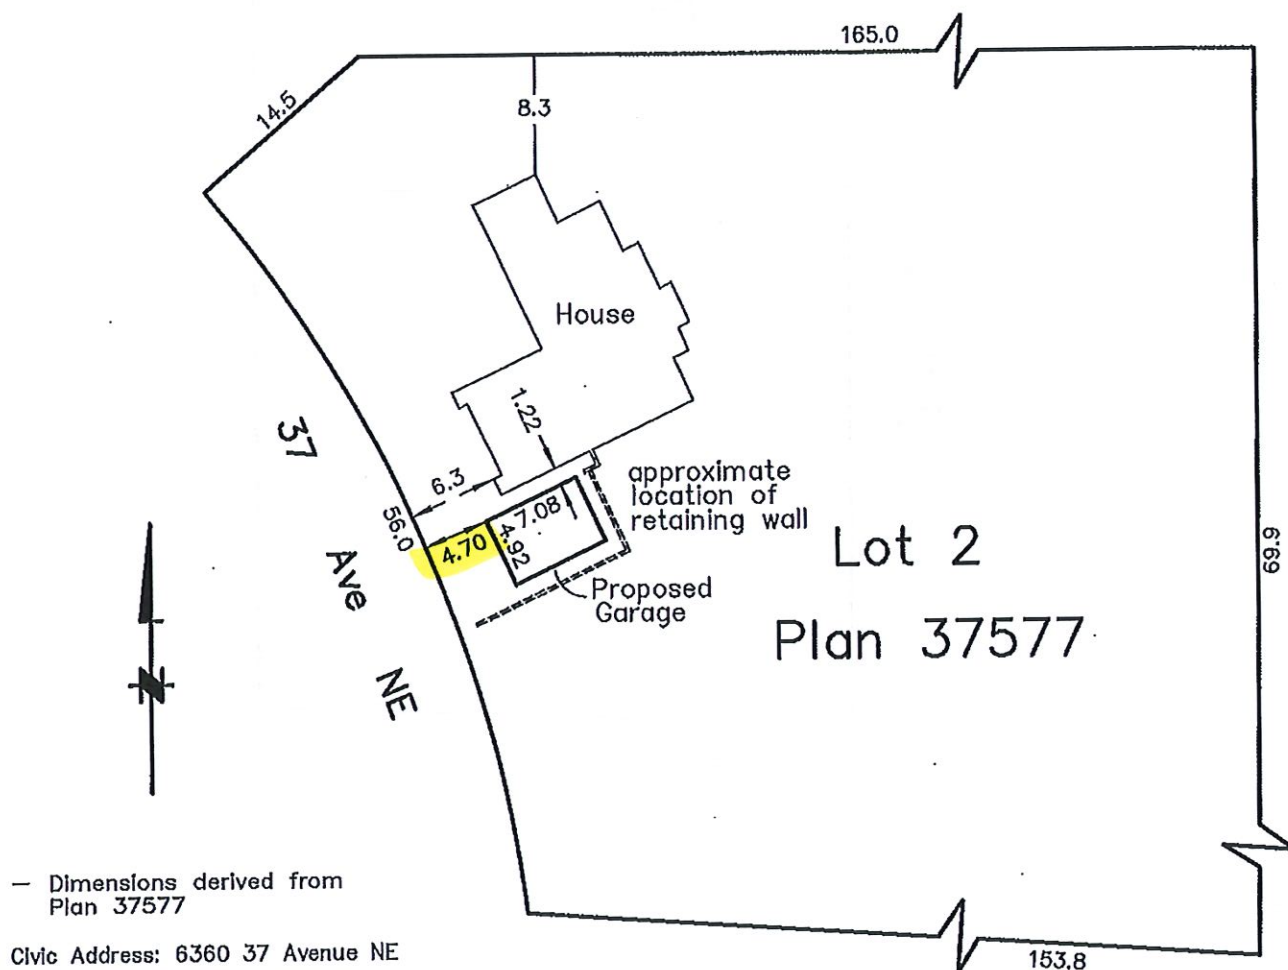 165.0
14.5
8.3
House
1.22
37
6.3
approximate
location of
retaining wall
7.08
56.0
4.70
4.92
Lot 2
69.9
Ave
Proposed
Garage
Plan 37577
NE
N
— Dimensions derived from
Plan 37577
Civic Address: 6360 37 Avenue NE
153.8